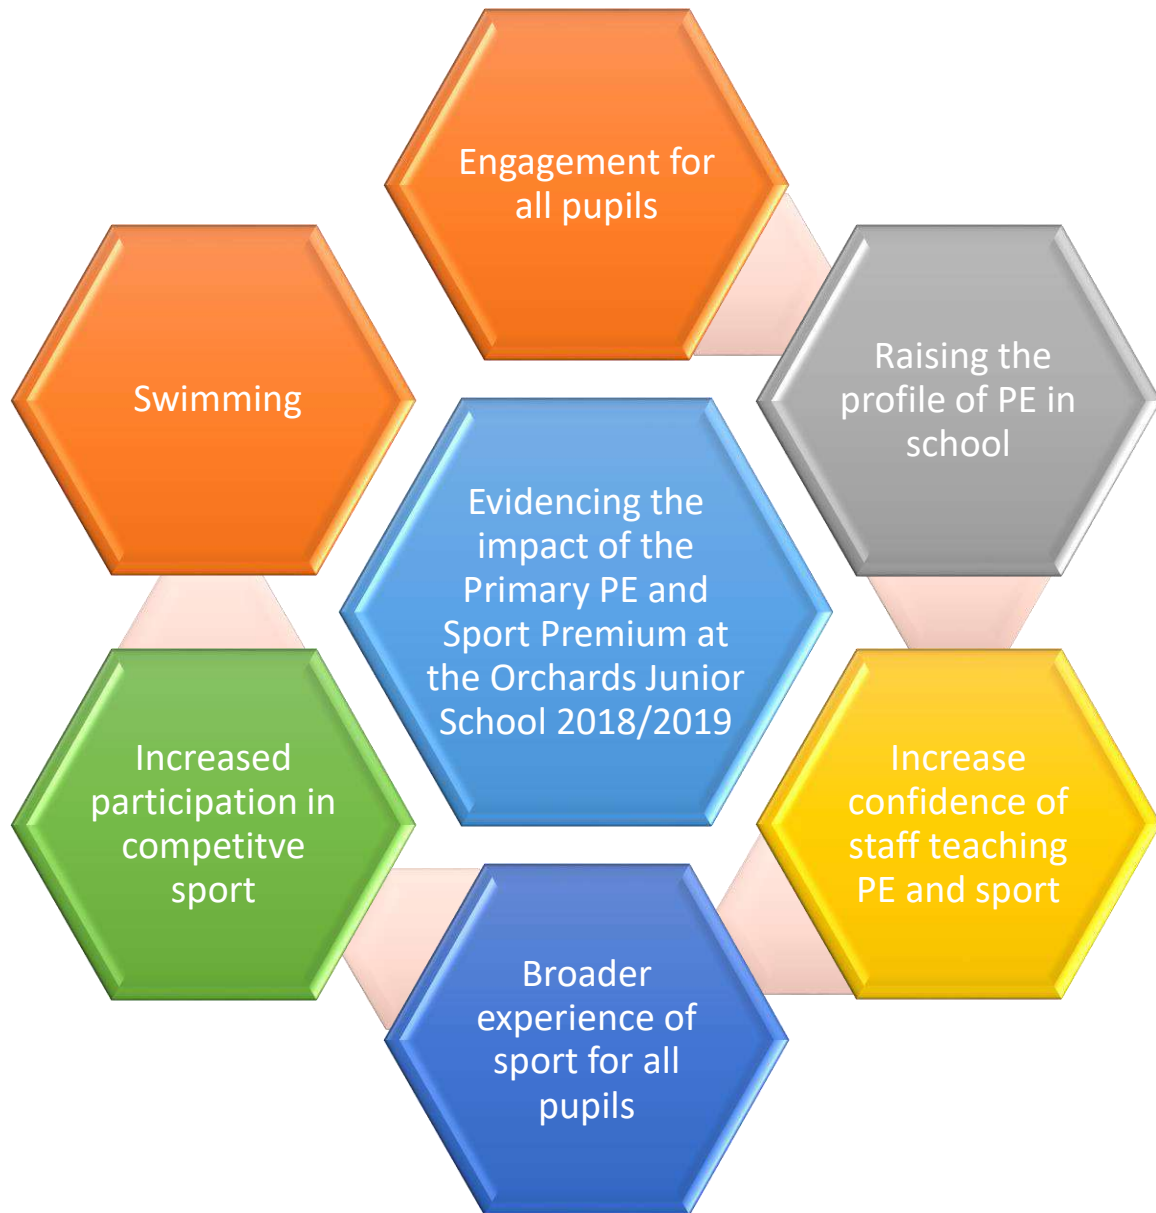 Engagement for
all pupils
Raising the
profile of PE in
school
Swimming
Evidencing the
impact of the
Primary PE and
Sport Premium at
the Orchards Junior
School 2018/2019
Increase
confidence of
staff teaching
PE and sport
Increased
participation in
competitve
sport
Broader
experience of
sport for all
pupils